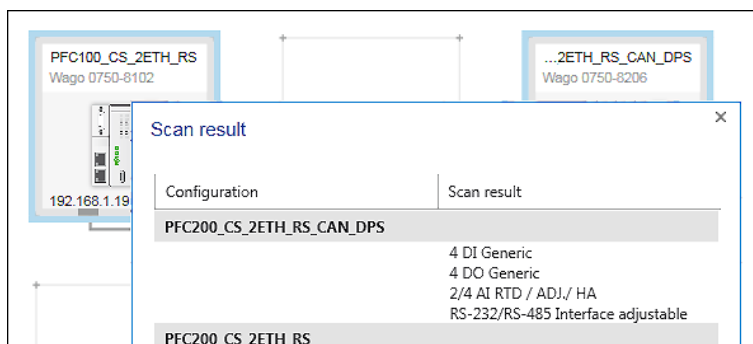 PFC100_CS_2ETH_RS
Wago 0750-8102
...2ETH_RS_CAN_DPS
Wago 0750-8206
192.168.1.19
Scan result
Configuration
Scan result
PFC200_CS_2ETH_RS_CAN_DPS
4 DI Generic
4 DO Generic
2/4 AI RTD / ADJ./ HA
RS-232/RS-485 Interface adjustable
PFC200_CS_2ETH_RS